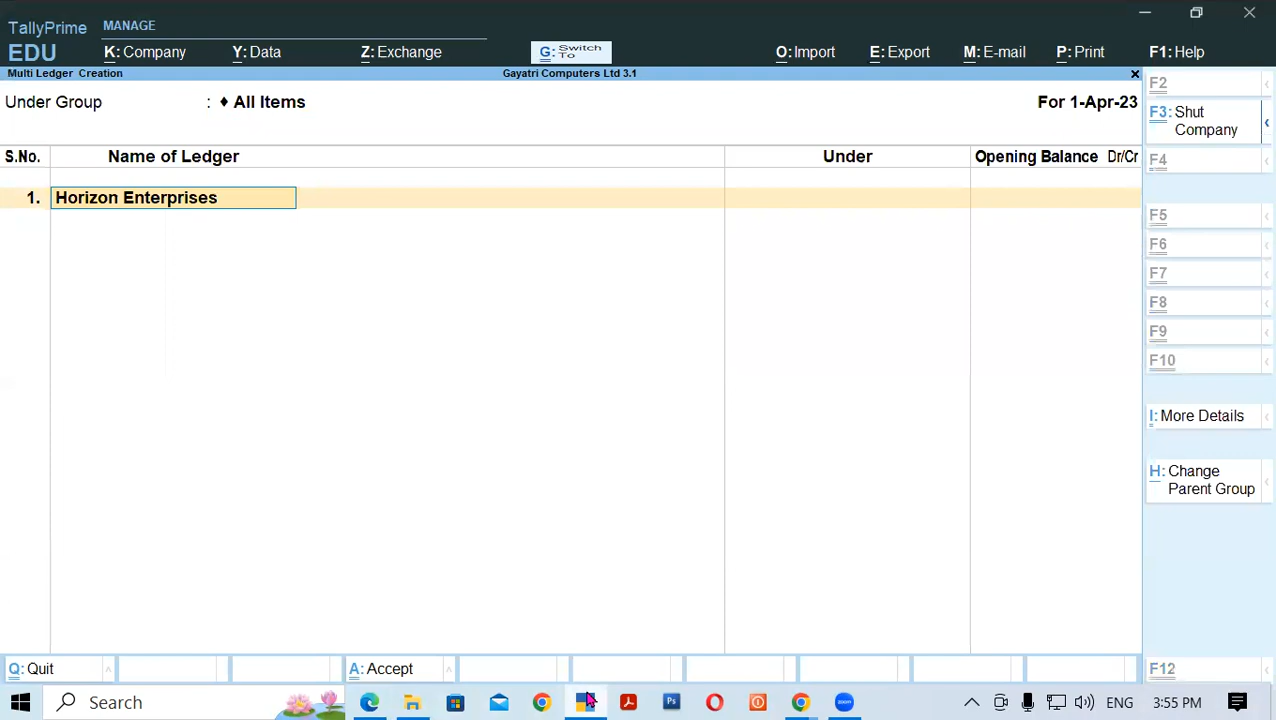 TallyPrime MANAGE
EDU K: Company Y: Data Z: Exchange G: Switch To O: Import E: Export M: E-mail P: Print F1: Help
Multi Ledger Creation Gayatri Computers Ltd 3.1 ×
Under Group : ♦ All Items For 1-Apr-23
S.No. Name of Ledger Under Opening Balance Dr/Cr
1. Horizon Enterprises
F2
F3: Shut Company
F4
F5
F6
F7
F8
F9
F10
I: More Details
H: Change Parent Group
Q: Quit A: Accept F12
Search Ps zoom ENG 3:55 PM